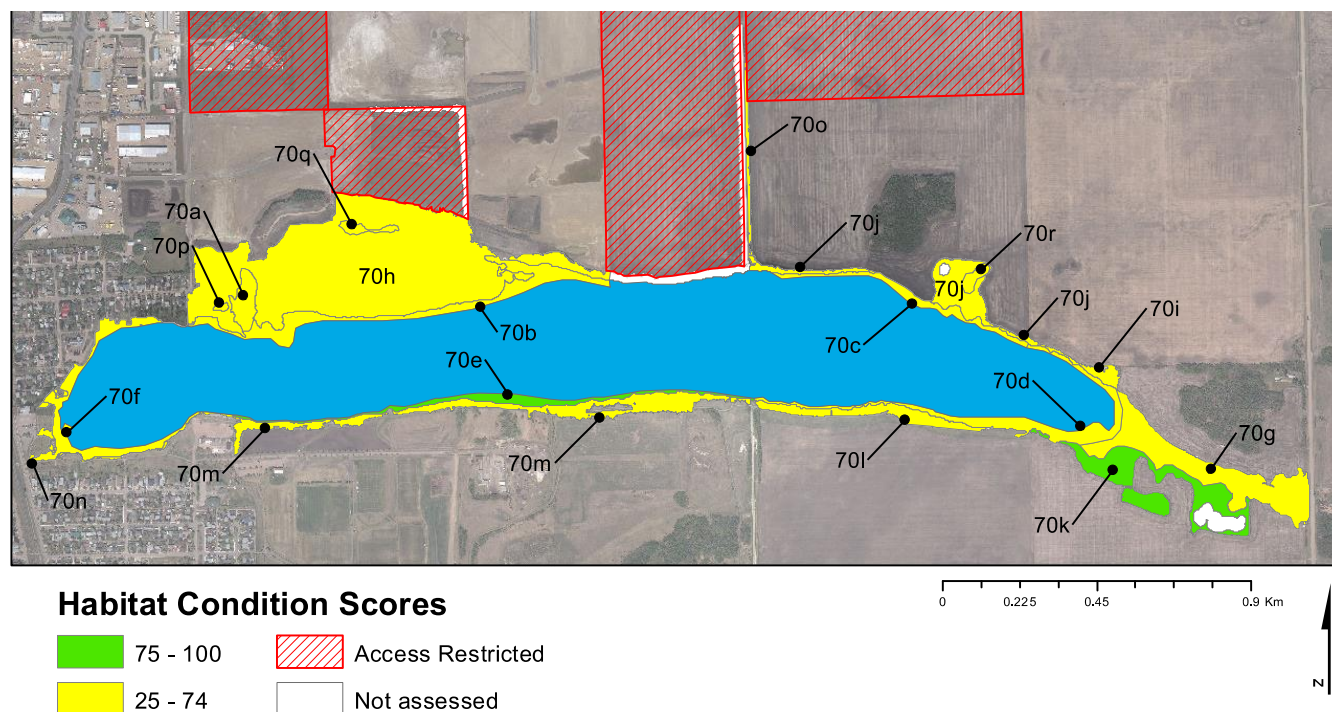 70o
70q
70j
70a
70r
70p
70h
70j
70j
70i
70b
70c
70e
70d
70f
70g
70m
70m
70l
70n
70k
Habitat Condition Scores
75 - 100
Access Restricted
25 - 74
Not assessed
0 0.225 0.45 0.9 Km
N